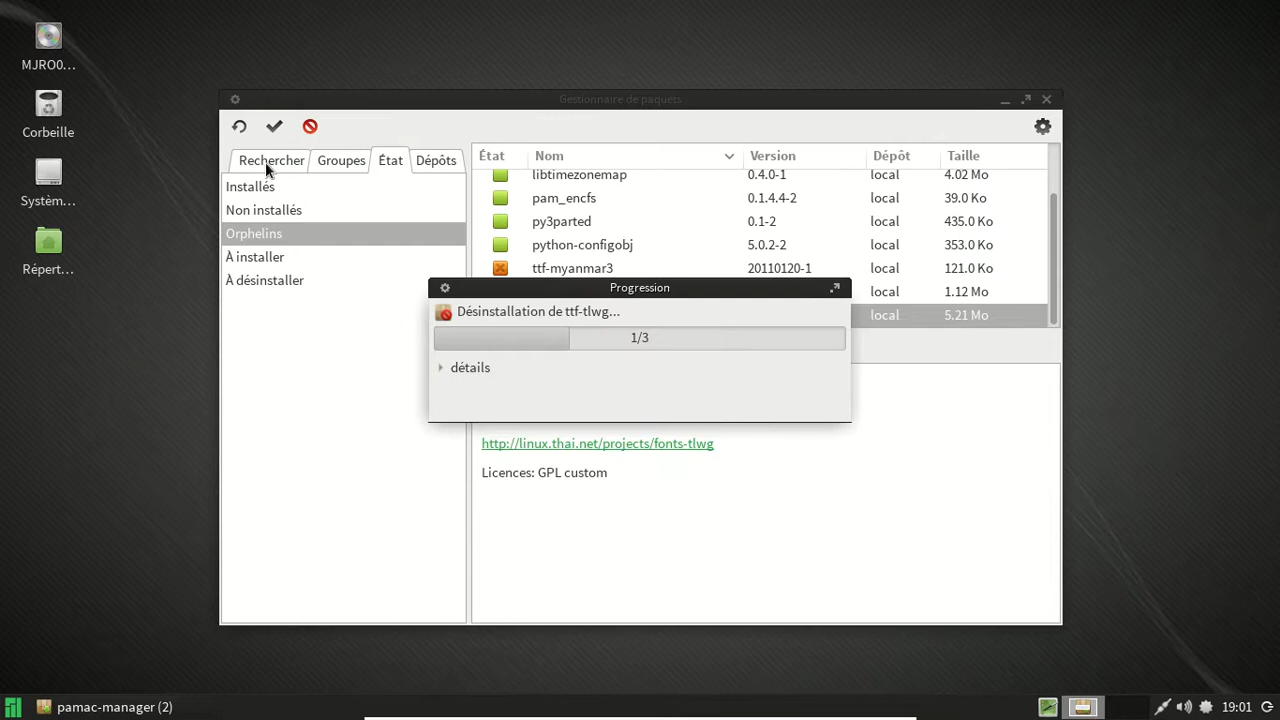 MJRO0...
Corbeille
Systèm...
Répert...
Gestionnaire de paquets
Rechercher
Groupes
État
Dépôts
Installés
Non installés
Orphelins
À installer
À désinstaller
État Nom Version Dépôt Taille
libtimezonemap 0.4.0-1 local 4.02 Mo
pam_encfs 0.1.4.4-2 local 39.0 Ko
py3parted 0.1-2 local 435.0 Ko
python-configobj 5.0.2-2 local 353.0 Ko
ttf-myanmar3 20110120-1 local 121.0 Ko
local 1.12 Mo
local 5.21 Mo
Progression
Désinstallation de ttf-tlwg...
1/3
détails
http://linux.thai.net/projects/fonts-tlwg
Licences: GPL custom
pamac-manager (2)
19:01